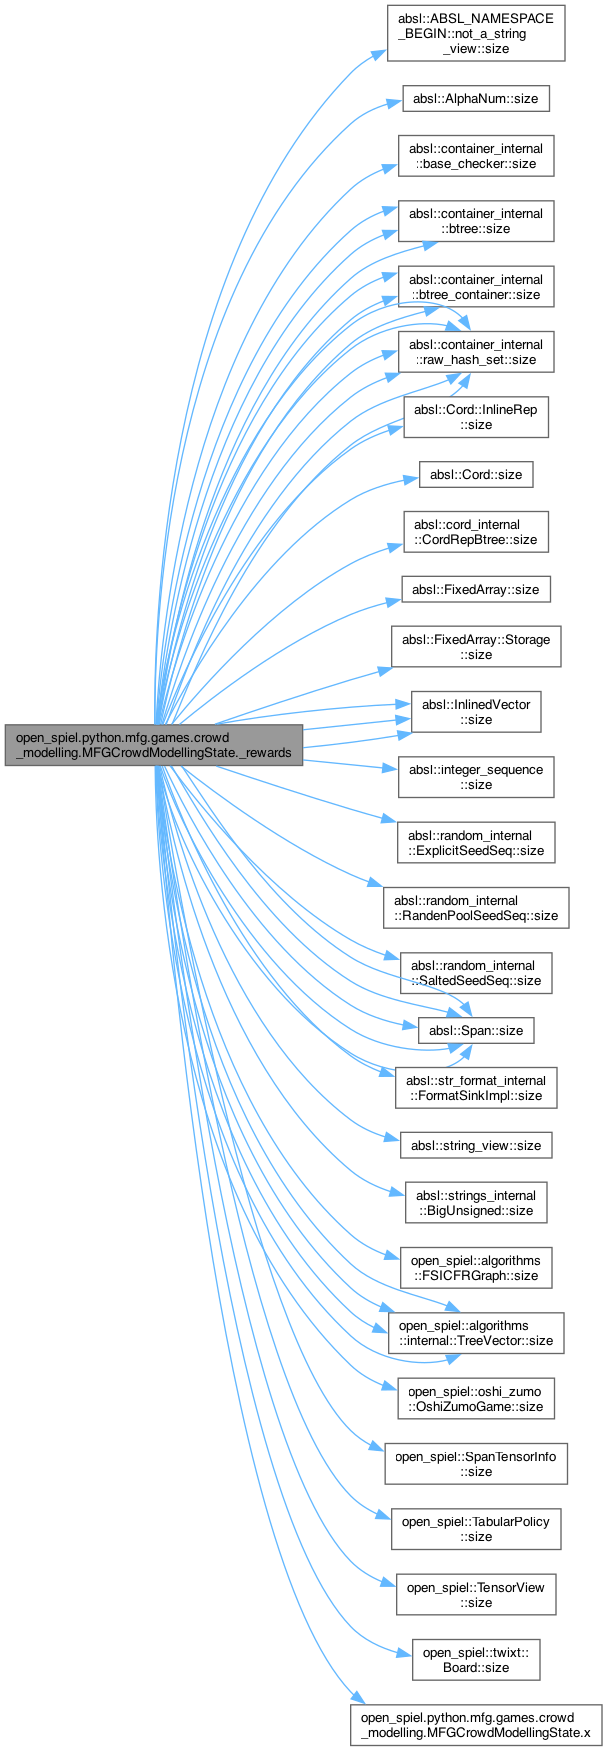 absl::ABSL_NAMESPACE
_BEGIN::not_a_string
_view::size
absl::AlphaNum::size
absl::container_internal
::base_checker::size
absl::container_internal
::btree::size
absl::container_internal
::btree_container::size
absl::container_internal
::raw_hash_set::size
absl::Cord::InlineRep
::size
absl::Cord::size
absl::cord_internal
::CordRepBtree::size
absl::FixedArray::size
absl::FixedArray::Storage
::size
absl::InlinedVector
::size
open_spiel.python.mfg.games.crowd
_modelling.MFGCrowdModellingState._rewards
absl::integer_sequence
::size
absl::random_internal
::ExplicitSeedSeq::size
absl::random_internal
::RandenPoolSeedSeq::size
absl::random_internal
::SaltedSeedSeq::size
absl::Span::size
absl::str_format_internal
::FormatSinkImpl::size
absl::string_view::size
absl::strings_internal
::BigUnsigned::size
open_spiel::algorithms
::FSICFRGraph::size
open_spiel::algorithms
::internal::TreeVector::size
open_spiel::oshi_zumo
::OshiZumoGame::size
open_spiel::SpanTensorInfo
::size
open_spiel::TabularPolicy
::size
open_spiel::TensorView
::size
open_spiel::twixt::
Board::size
open_spiel.python.mfg.games.crowd
_modelling.MFGCrowdModellingState.x